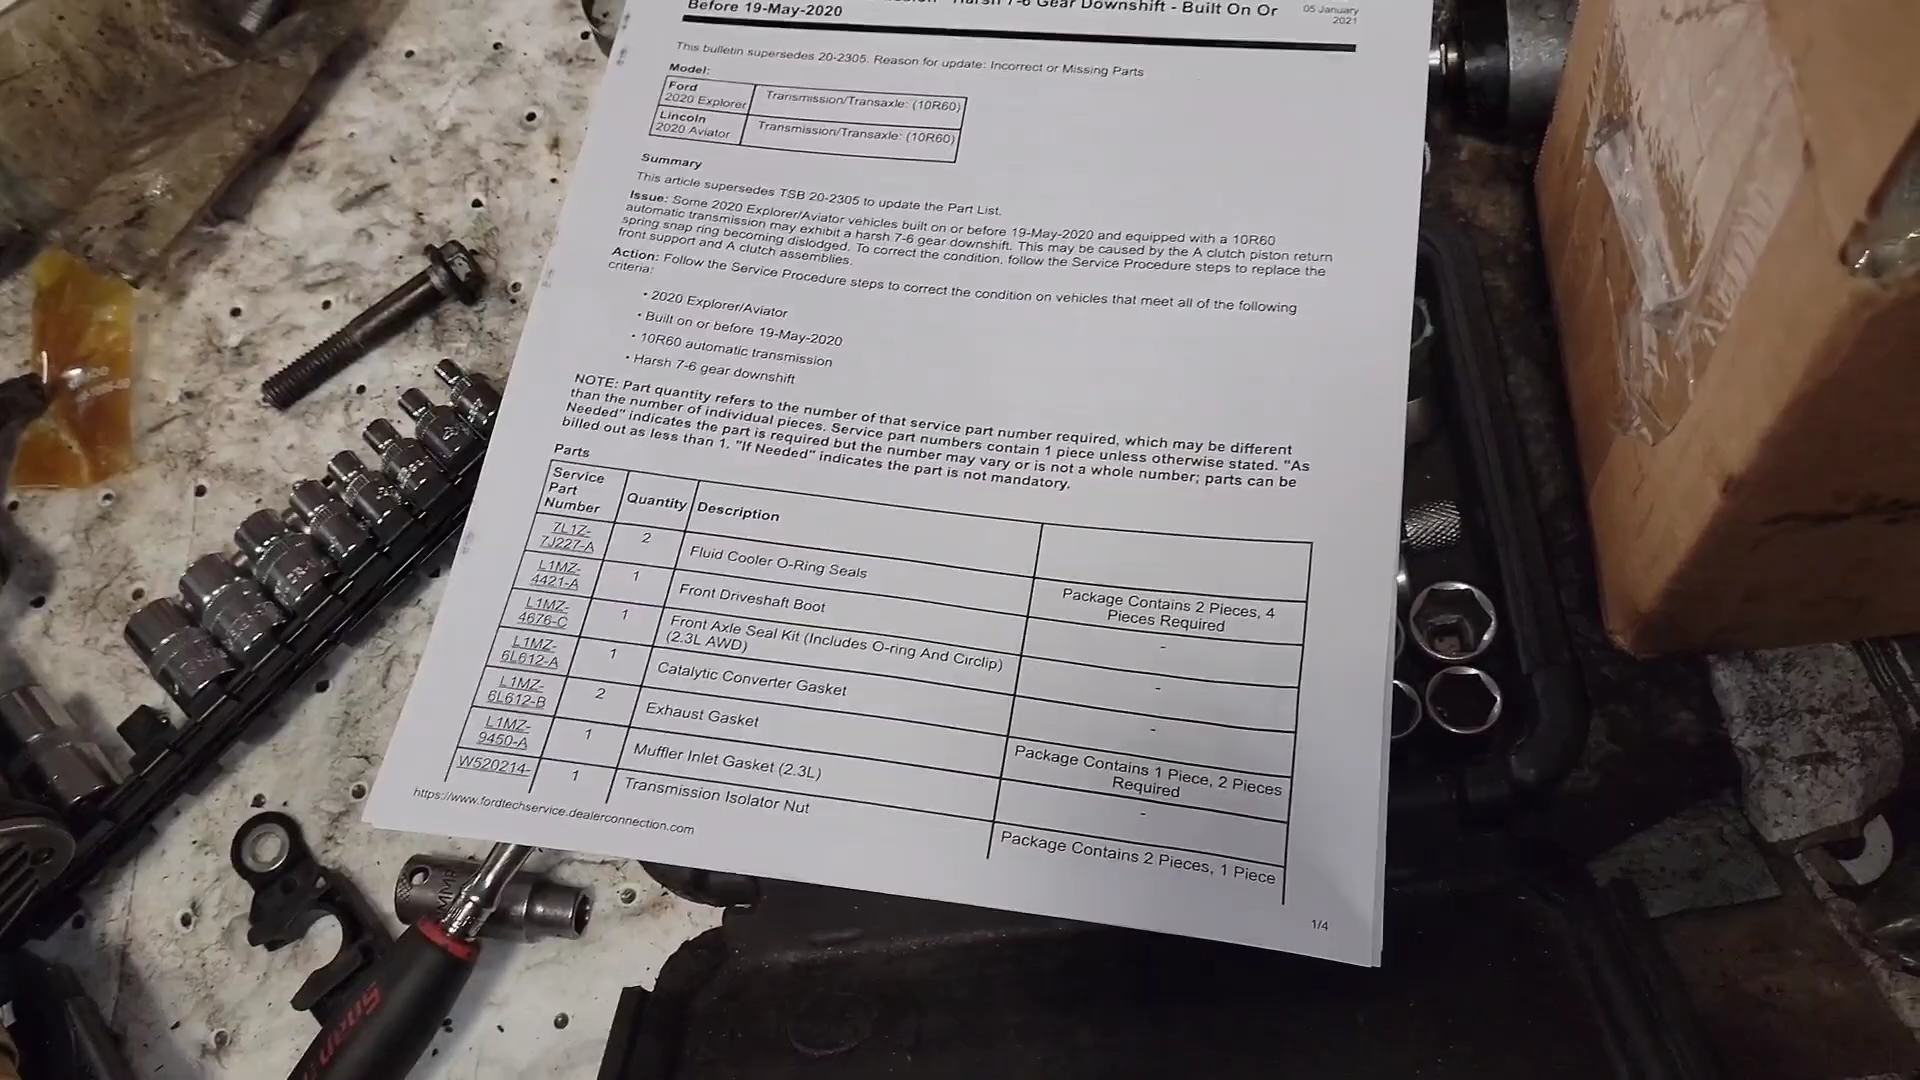 Harsh 7-6 Gear Downshift - Built On Or
Before 19-May-2020
05 January
2021
This bulletin supersedes 20-2305. Reason for update: Incorrect or Missing Parts
Model:
Ford
2020 Explorer
Transmission/Transaxle: (10R60)
Lincoln
2020 Aviator
Transmission/Transaxle: (10R60)
Summary
This article supersedes TSB 20-2305 to update the Part List.
Issue: Some 2020 Explorer/Aviator vehicles built on or before 19-May-2020 and equipped with a 10R60
automatic transmission may exhibit a harsh 7-6 gear downshift. This may be caused by the A clutch piston return
spring snap ring becoming dislodged. To correct the condition, follow the Service Procedure steps to replace the
front support and A clutch assemblies.
Action: Follow the Service Procedure steps to correct the condition on vehicles that meet all of the following
criteria:
• 2020 Explorer/Aviator
• Built on or before 19-May-2020
• 10R60 automatic transmission
• Harsh 7-6 gear downshift
NOTE: Part quantity refers to the number of that service part number required, which may be different
than the number of individual pieces. Service part numbers contain 1 piece unless otherwise stated. "As
Needed" indicates the part is required but the number may vary or is not a whole number; parts can be
billed out as less than 1. "If Needed" indicates the part is not mandatory.
Parts
Service
Part
Number
Quantity
Description
7L1Z-
7J227-A
2
Fluid Cooler O-Ring Seals
Package Contains 2 Pieces, 4
Pieces Required
L1MZ-
4421-A
1
Front Driveshaft Boot
-
L1MZ-
4676-C
1
Front Axle Seal Kit (Includes O-ring And Circlip)
(2.3L AWD)
-
L1MZ-
6L612-A
1
Catalytic Converter Gasket
-
L1MZ-
6L612-B
2
Exhaust Gasket
Package Contains 1 Piece, 2 Pieces
Required
L1MZ-
9450-A
1
Muffler Inlet Gasket (2.3L)
-
W520214-
1
Transmission Isolator Nut
Package Contains 2 Pieces, 1 Piece
https://www.fordtechservice.dealerconnection.com
1/4